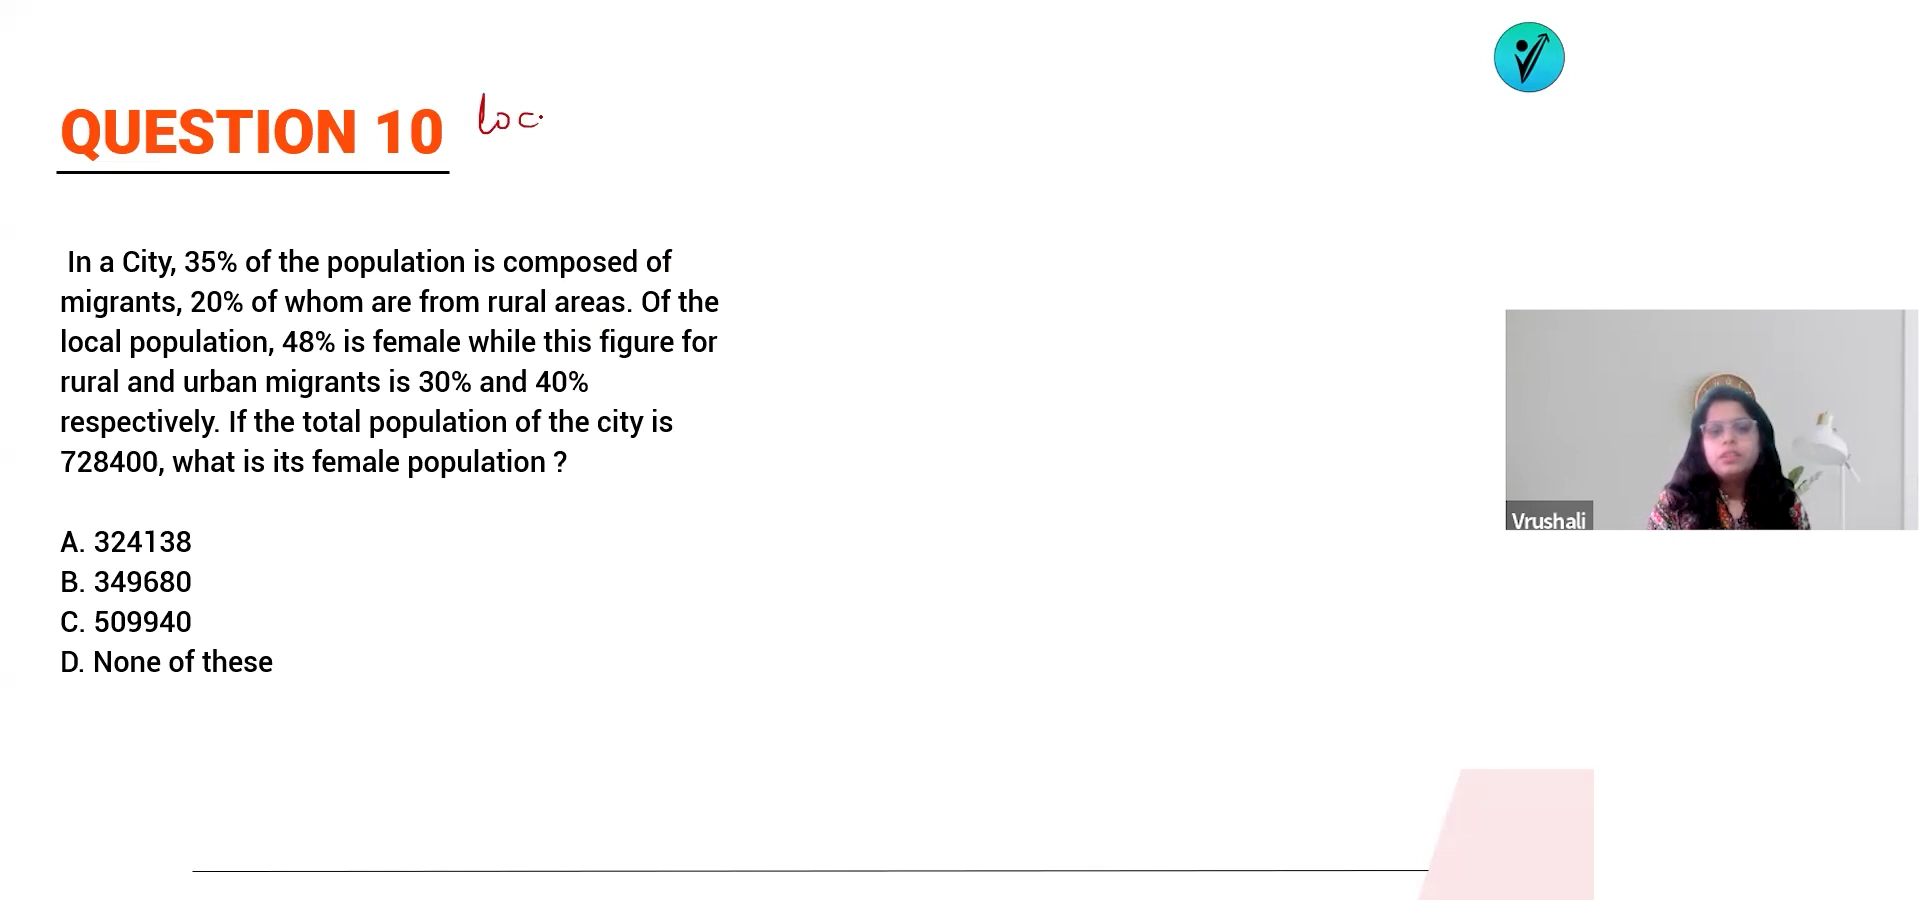 QUESTION 10 loc
In a City, 35% of the population is composed of
migrants, 20% of whom are from rural areas. Of the
local population, 48% is female while this figure for
rural and urban migrants is 30% and 40%
respectively. If the total population of the city is
728400, what is its female population ?
A. 324138
B. 349680
C. 509940
D. None of these
Vrushali